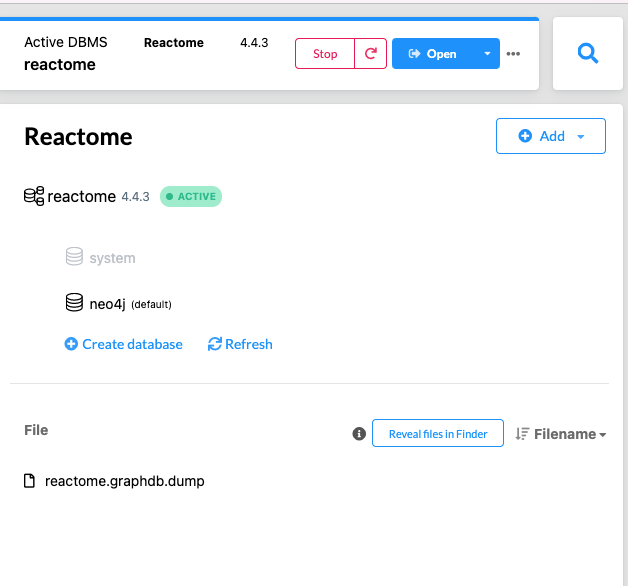 Active DBMS Reactome 4.4.3 Stop Open
reactome
Reactome Add
reactome 4.4.3 ACTIVE
system
neo4j (default)
Create database Refresh
File Reveal files in Finder Filename
reactome.graphdb.dump